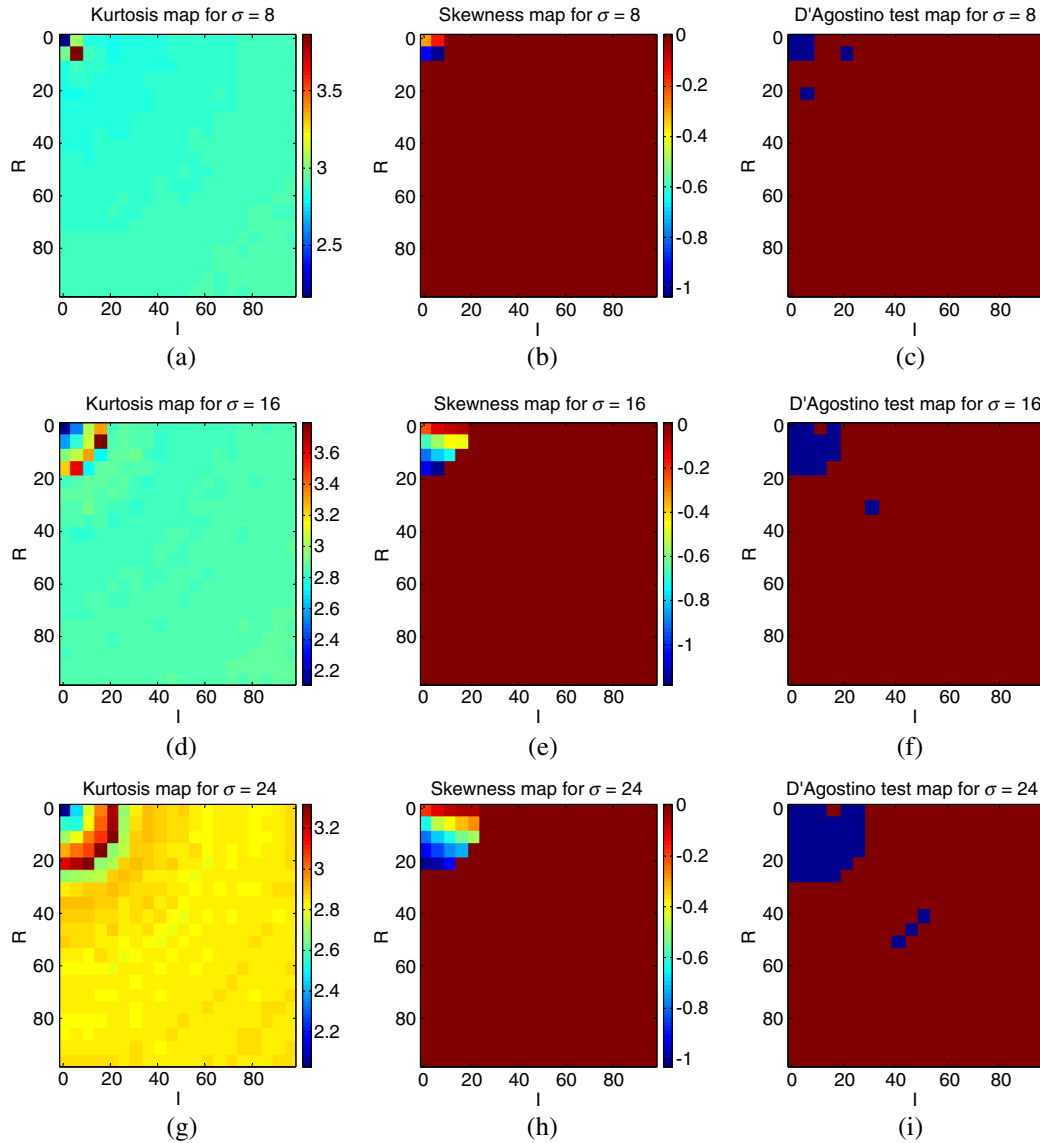 Kurtosis map for σ = 8
0
20
40
60
80
R
0 20 40 60 80
I
3.5
3
2.5
(a)
Skewness map for σ = 8
0
20
40
60
80
R
0 20 40 60 80
I
0
-0.2
-0.4
-0.6
-0.8
-1
(b)
D'Agostino test map for σ = 8
0
20
40
60
80
R
0 20 40 60 80
I
(c)
Kurtosis map for σ = 16
0
20
40
60
80
R
0 20 40 60 80
I
3.6
3.4
3.2
3
2.8
2.6
2.4
2.2
(d)
Skewness map for σ = 16
0
20
40
60
80
R
0 20 40 60 80
I
0
-0.2
-0.4
-0.6
-0.8
-1
(e)
D'Agostino test map for σ = 16
0
20
40
60
80
R
0 20 40 60 80
I
(f)
Kurtosis map for σ = 24
0
20
40
60
80
R
0 20 40 60 80
I
3.2
3
2.8
2.6
2.4
2.2
2.0
(g)
Skewness map for σ = 24
0
20
40
60
80
R
0 20 40 60 80
I
0
-0.2
-0.4
-0.6
-0.8
-1
(h)
D'Agostino test map for σ = 24
0
20
40
60
80
R
0 20 40 60 80
I
(i)